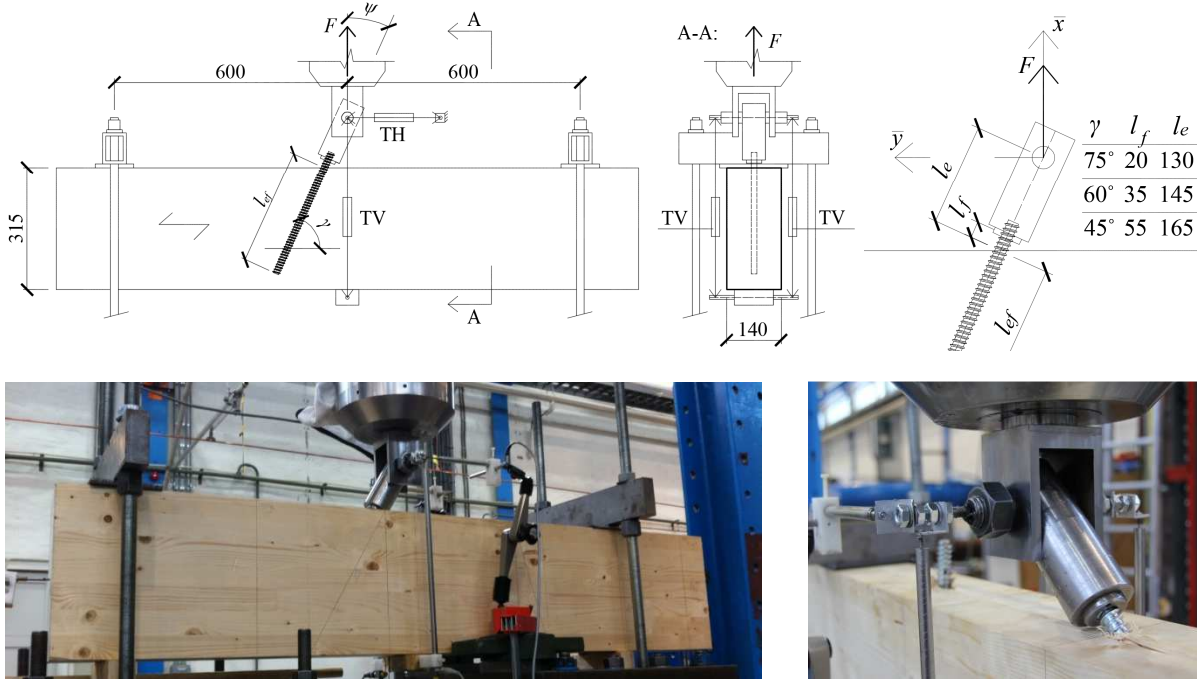 F
ψ
A
600
600
TH
l_ef
γ
TV
315
A
A-A:
F
TV
TV
140
x̅
F
y̅
l_e
l_f
l_ef
γ l_f l_e
75° 20 130
60° 35 145
45° 55 165